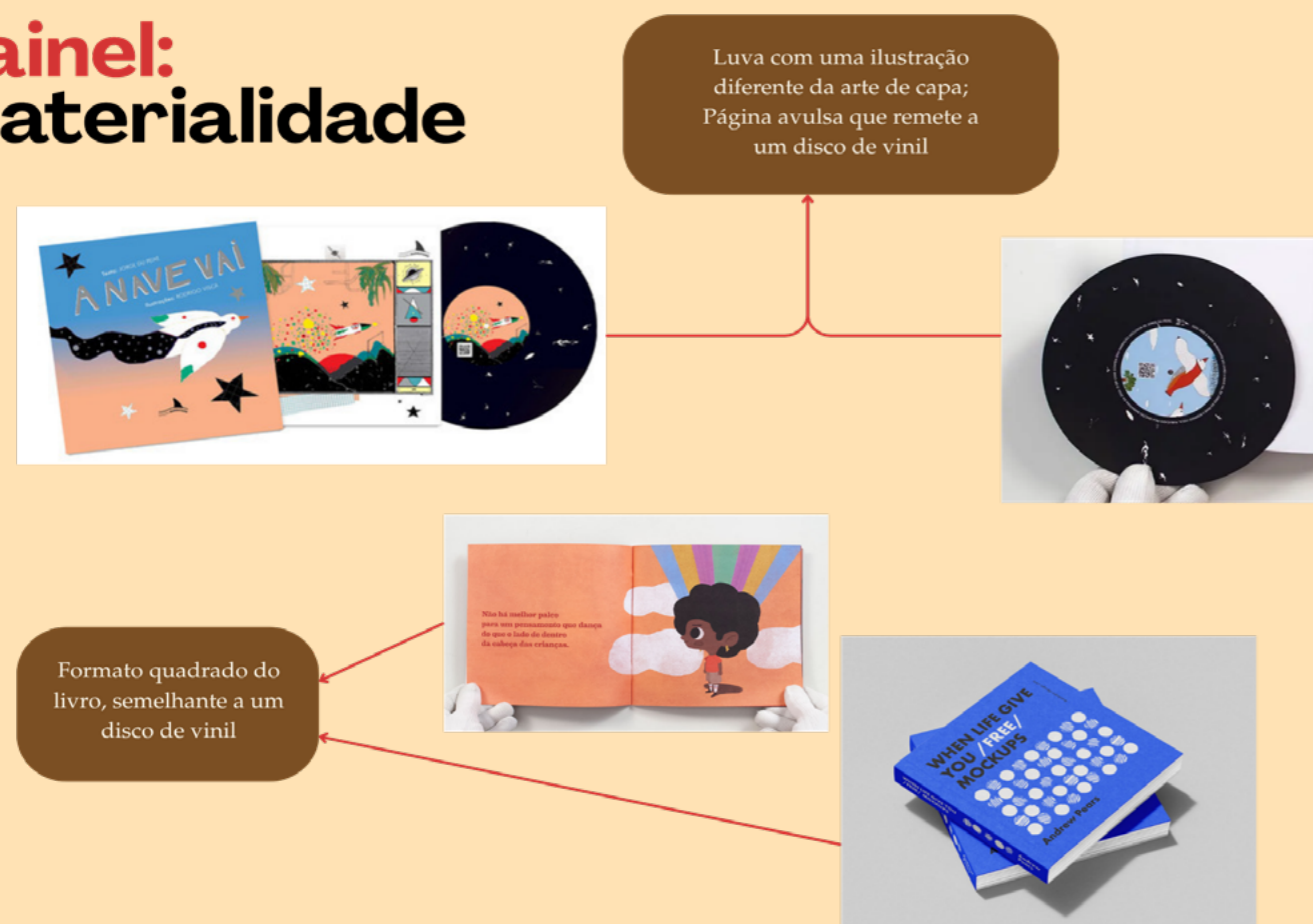 ainel:
aterialidade
Luva com uma ilustração
diferente da arte de capa;
Página avulsa que remete a
um disco de vinil
A NAVE VAI
Não há melhor palco
para um pensamento que dança
do que o lado de dentro
da cabeça das crianças.
Formato quadrado do
livro, semelhante a um
disco de vinil
WHEN LIFE GIVE
YOU /FREE/
MOCKUPS
Andrew Pears